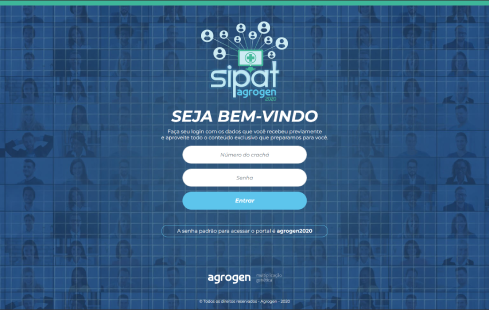 sipat
agrogen
2020
SEJA BEM-VINDO
Faça seu login com os dados que você recebeu previamente
e aproveite todo o conteúdo exclusivo que preparamos para você.
Número do crachá
Senha
Entrar
A senha padrão para acessar o portal é agrogen2020
agrogen
© Todos os direitos reservados - Agrogen - 2020